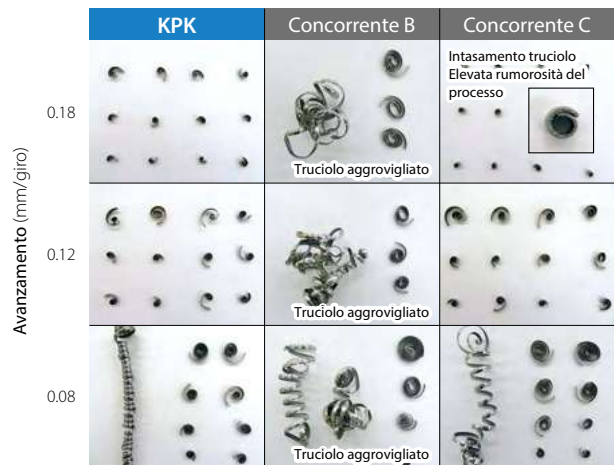 KPK
Concorrente B
Concorrente C
Avanzamento (mm/giro)
0.18
Truciolo aggrovigliato
Intasamento truciolo
Elevata rumorosità del
processo
0.12
Truciolo aggrovigliato
0.08
Truciolo aggrovigliato